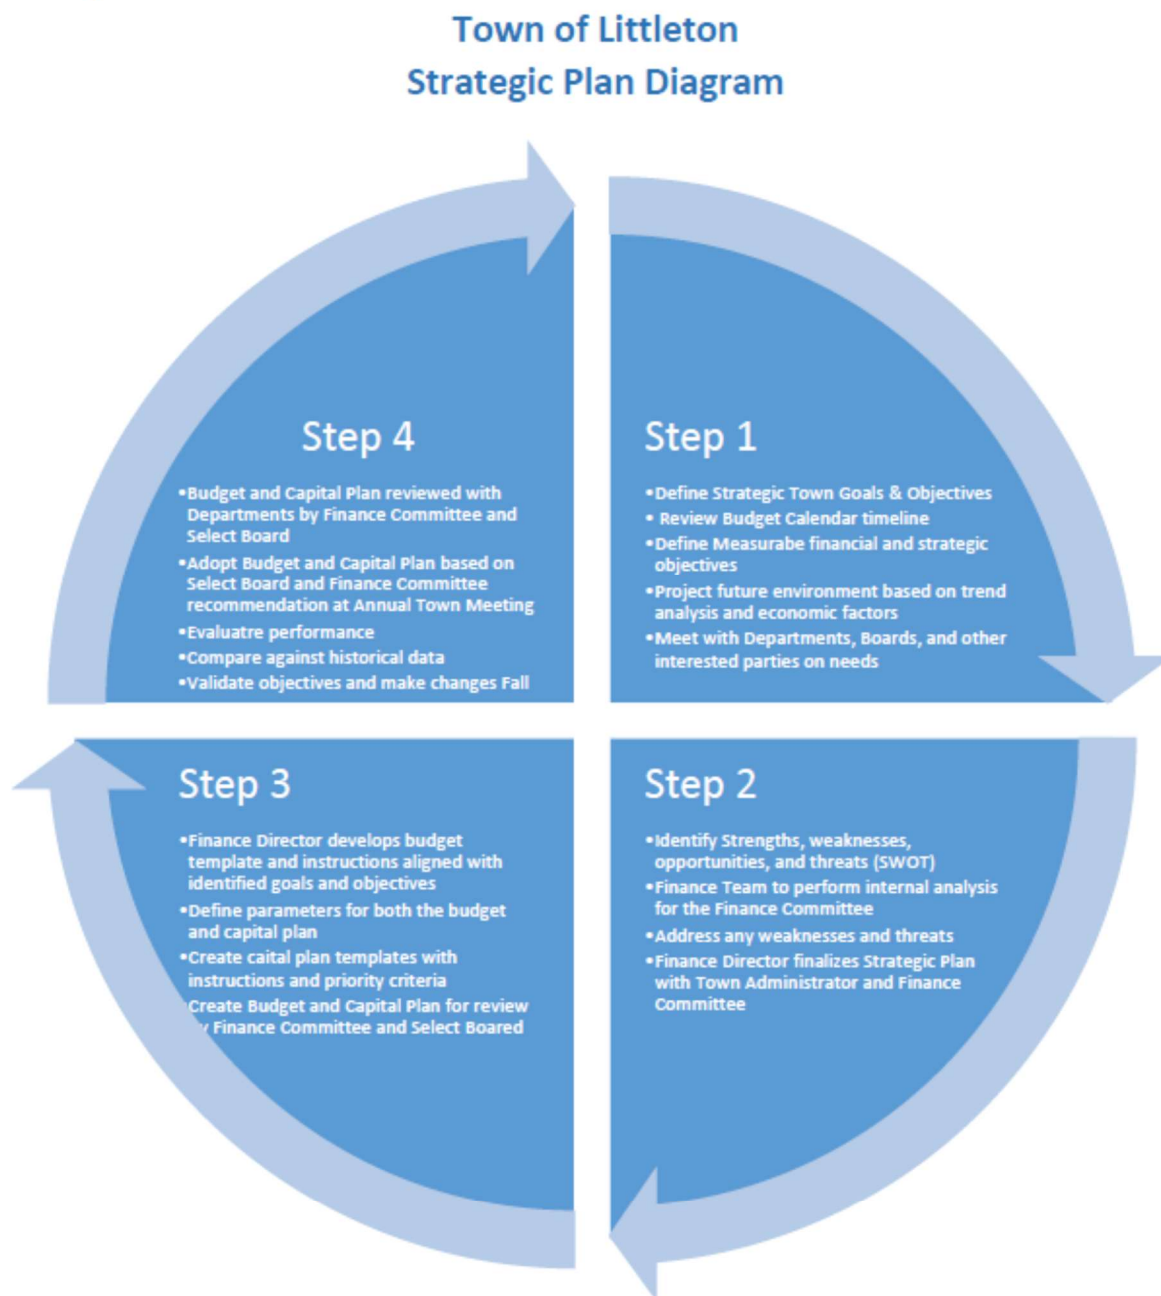 Town of Littleton
Strategic Plan Diagram
Step 4
•Budget and Capital Plan reviewed with
Departments by Finance Committee and
Select Board
•Adopt Budget and Capital Plan based on
Select Board and Finance Committee
recommendation at Annual Town Meeting
•Evaluatre performance
•Compare against historical data
•Validate objectives and make changes Fall
Step 1
•Define Strategic Town Goals & Objectives
• Review Budget Calendar timeline
•Define Measurabe financial and strategic
objectives
•Project future environment based on trend
analysis and economic factors
•Meet with Departments, Boards, and other
interested parties on needs
Step 3
•Finance Director develops budget
template and instructions aligned with
identified goals and objectives
•Define parameters for both the budget
and capital plan
•Create caital plan templates with
instructions and priority criteria
•Create Budget and Capital Plan for review
by Finance Committee and Select Boared
Step 2
•Identify Strengths, weaknesses,
opportunities, and threats (SWOT)
•Finance Team to perform internal analysis
for the Finance Committee
•Address any weaknesses and threats
•Finance Director finalizes Strategic Plan
with Town Administrator and Finance
Committee